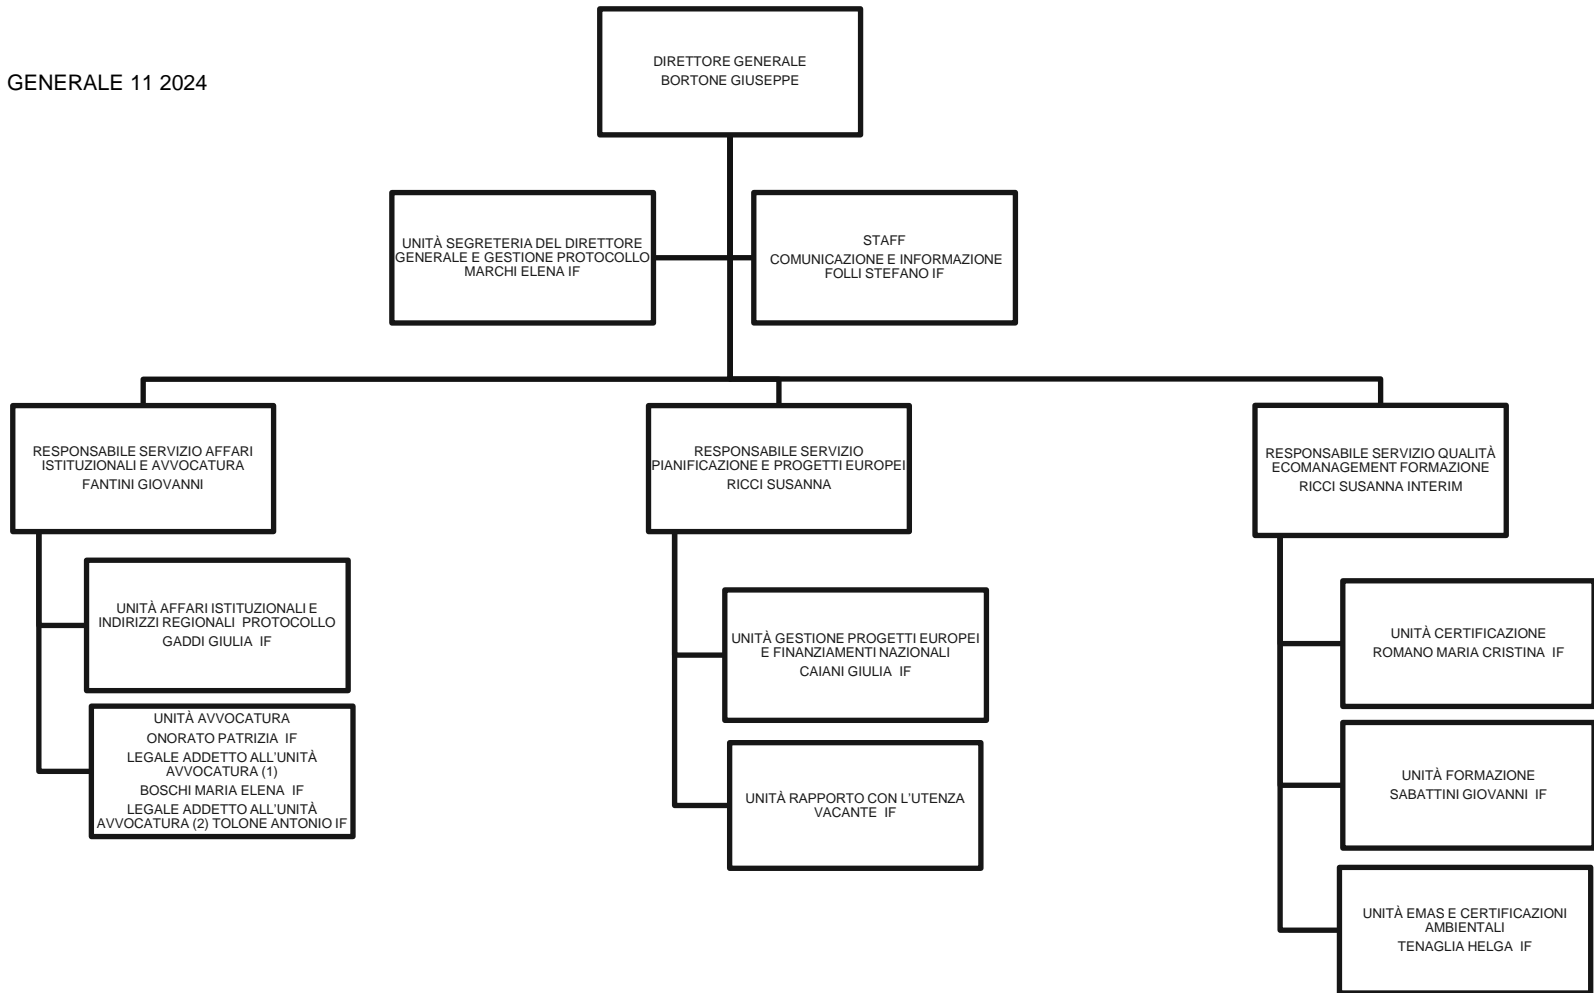 GENERALE 11 2024
DIRETTORE GENERALE
BORTONE GIUSEPPE
UNITÀ SEGRETERIA DEL DIRETTORE
GENERALE E GESTIONE PROTOCOLLO
MARCHI ELENA IF
STAFF
COMUNICAZIONE E INFORMAZIONE
FOLLI STEFANO IF
RESPONSABILE SERVIZIO AFFARI
ISTITUZIONALI E AVVOCATURA
FANTINI GIOVANNI
UNITÀ AFFARI ISTITUZIONALI E
INDIRIZZI REGIONALI PROTOCOLLO
GADDI GIULIA IF
UNITÀ AVVOCATURA
ONORATO PATRIZIA IF
LEGALE ADDETTO ALL'UNITÀ
AVVOCATURA (1)
BOSCHI MARIA ELENA IF
LEGALE ADDETTO ALL'UNITÀ
AVVOCATURA (2) TOLONE ANTONIO IF
RESPONSABILE SERVIZIO
PIANIFICAZIONE E PROGETTI EUROPEI
RICCI SUSANNA
UNITÀ GESTIONE PROGETTI EUROPEI
E FINANZIAMENTI NAZIONALI
CAIANI GIULIA IF
UNITÀ RAPPORTO CON L'UTENZA
VACANTE IF
RESPONSABILE SERVIZIO QUALITÀ
ECOMANAGEMENT FORMAZIONE
RICCI SUSANNA INTERIM
UNITÀ CERTIFICAZIONE
ROMANO MARIA CRISTINA IF
UNITÀ FORMAZIONE
SABATTINI GIOVANNI IF
UNITÀ EMAS E CERTIFICAZIONI
AMBIENTALI
TENAGLIA HELGA IF